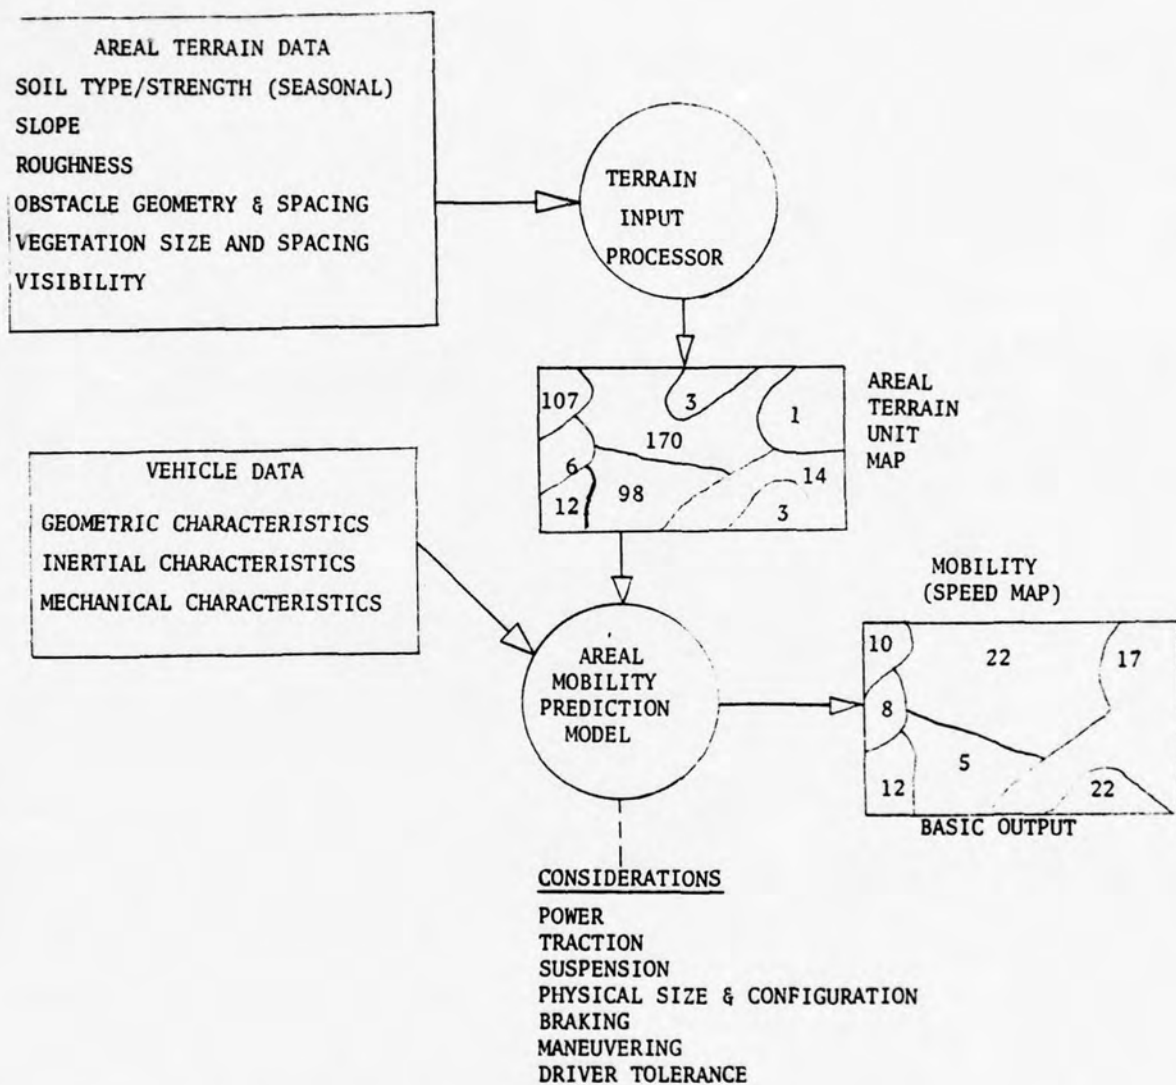 AREAL TERRAIN DATA
SOIL TYPE/STRENGTH (SEASONAL)
SLOPE
ROUGHNESS
OBSTACLE GEOMETRY & SPACING
VEGETATION SIZE AND SPACING
VISIBILITY
TERRAIN
INPUT
PROCESSOR
107
3
1
170
6
14
12
98
3
AREAL
TERRAIN
UNIT
MAP
VEHICLE DATA
GEOMETRIC CHARACTERISTICS
INERTIAL CHARACTERISTICS
MECHANICAL CHARACTERISTICS
AREAL
MOBILITY
PREDICTION
MODEL
MOBILITY
(SPEED MAP)
10
22
17
8
5
12
22
BASIC OUTPUT
CONSIDERATIONS
POWER
TRACTION
SUSPENSION
PHYSICAL SIZE & CONFIGURATION
BRAKING
MANEUVERING
DRIVER TOLERANCE